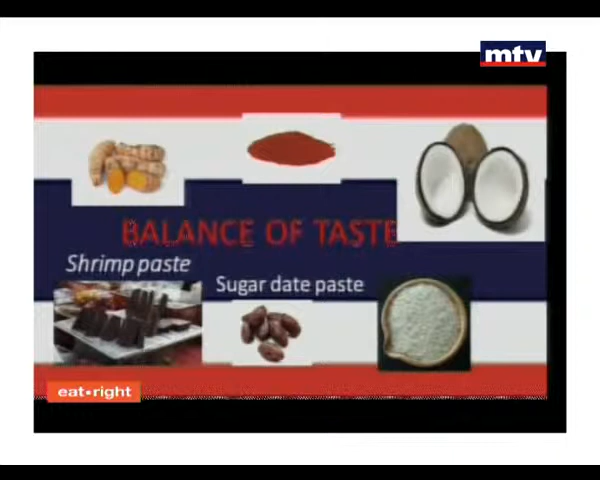 mtv
BALANCE OF TASTE
Shrimp paste
Sugar date paste
eat•right